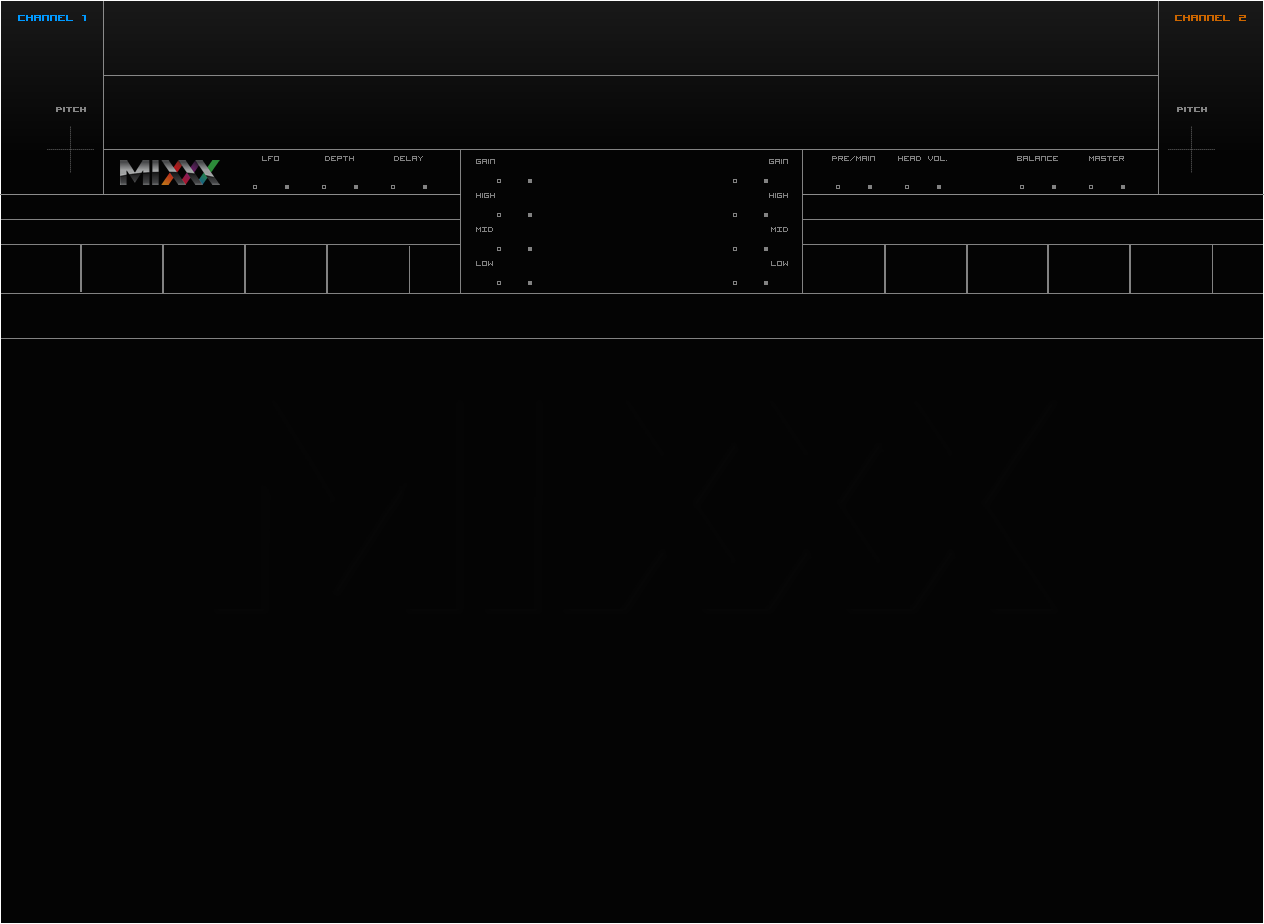 CHANNEL 1
CHANNEL 2
PITCH
PITCH
MIXXX
LFO
DEPTH
DELAY
GAIN
GAIN
PRE/MAIN
HEAD VOL.
BALANCE
MASTER
HIGH
HIGH
MID
MID
LOW
LOW
MIXXX